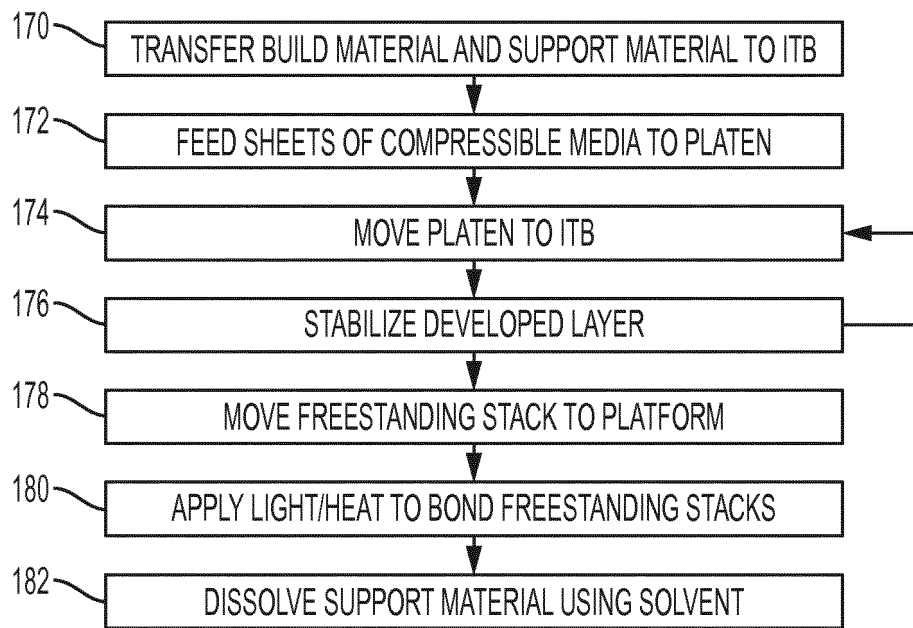 170 TRANSFER BUILD MATERIAL AND SUPPORT MATERIAL TO ITB
172 FEED SHEETS OF COMPRESSIBLE MEDIA TO PLATEN
174 MOVE PLATEN TO ITB
176 STABILIZE DEVELOPED LAYER
178 MOVE FREESTANDING STACK TO PLATFORM
180 APPLY LIGHT/HEAT TO BOND FREESTANDING STACKS
182 DISSOLVE SUPPORT MATERIAL USING SOLVENT